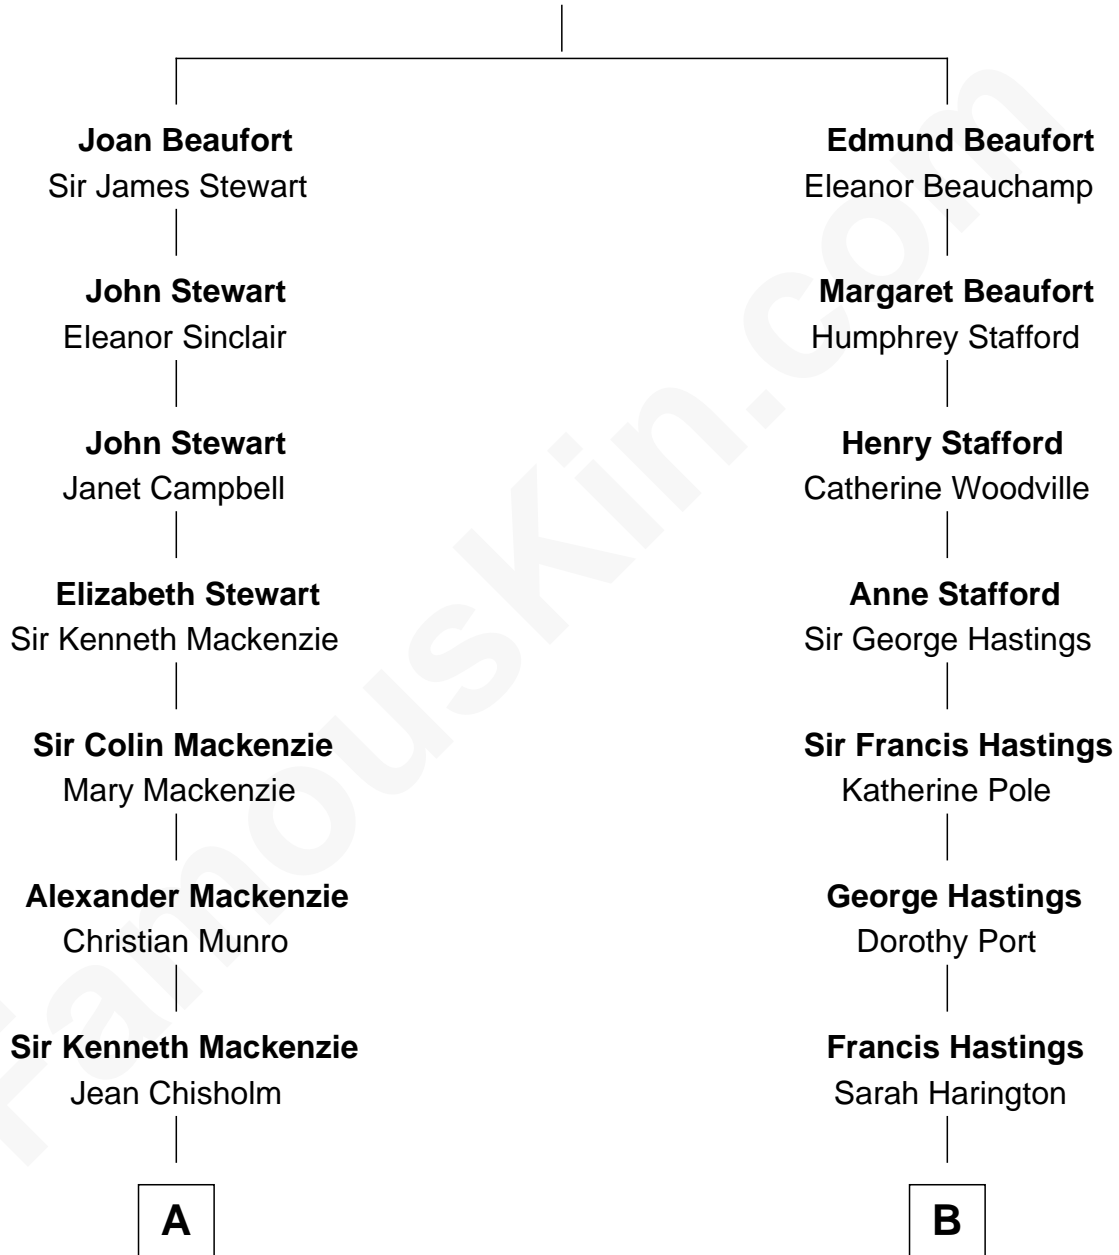 Joan Beaufort
Sir James Stewart
John Stewart
Eleanor Sinclair
John Stewart
Janet Campbell
Elizabeth Stewart
Sir Kenneth Mackenzie
Sir Colin Mackenzie
Mary Mackenzie
Alexander Mackenzie
Christian Munro
Sir Kenneth Mackenzie
Jean Chisholm
A
Edmund Beaufort
Eleanor Beauchamp
Margaret Beaufort
Humphrey Stafford
Henry Stafford
Catherine Woodville
Anne Stafford
Sir George Hastings
Sir Francis Hastings
Katherine Pole
George Hastings
Dorothy Port
Francis Hastings
Sarah Harington
B
FamousKin.com